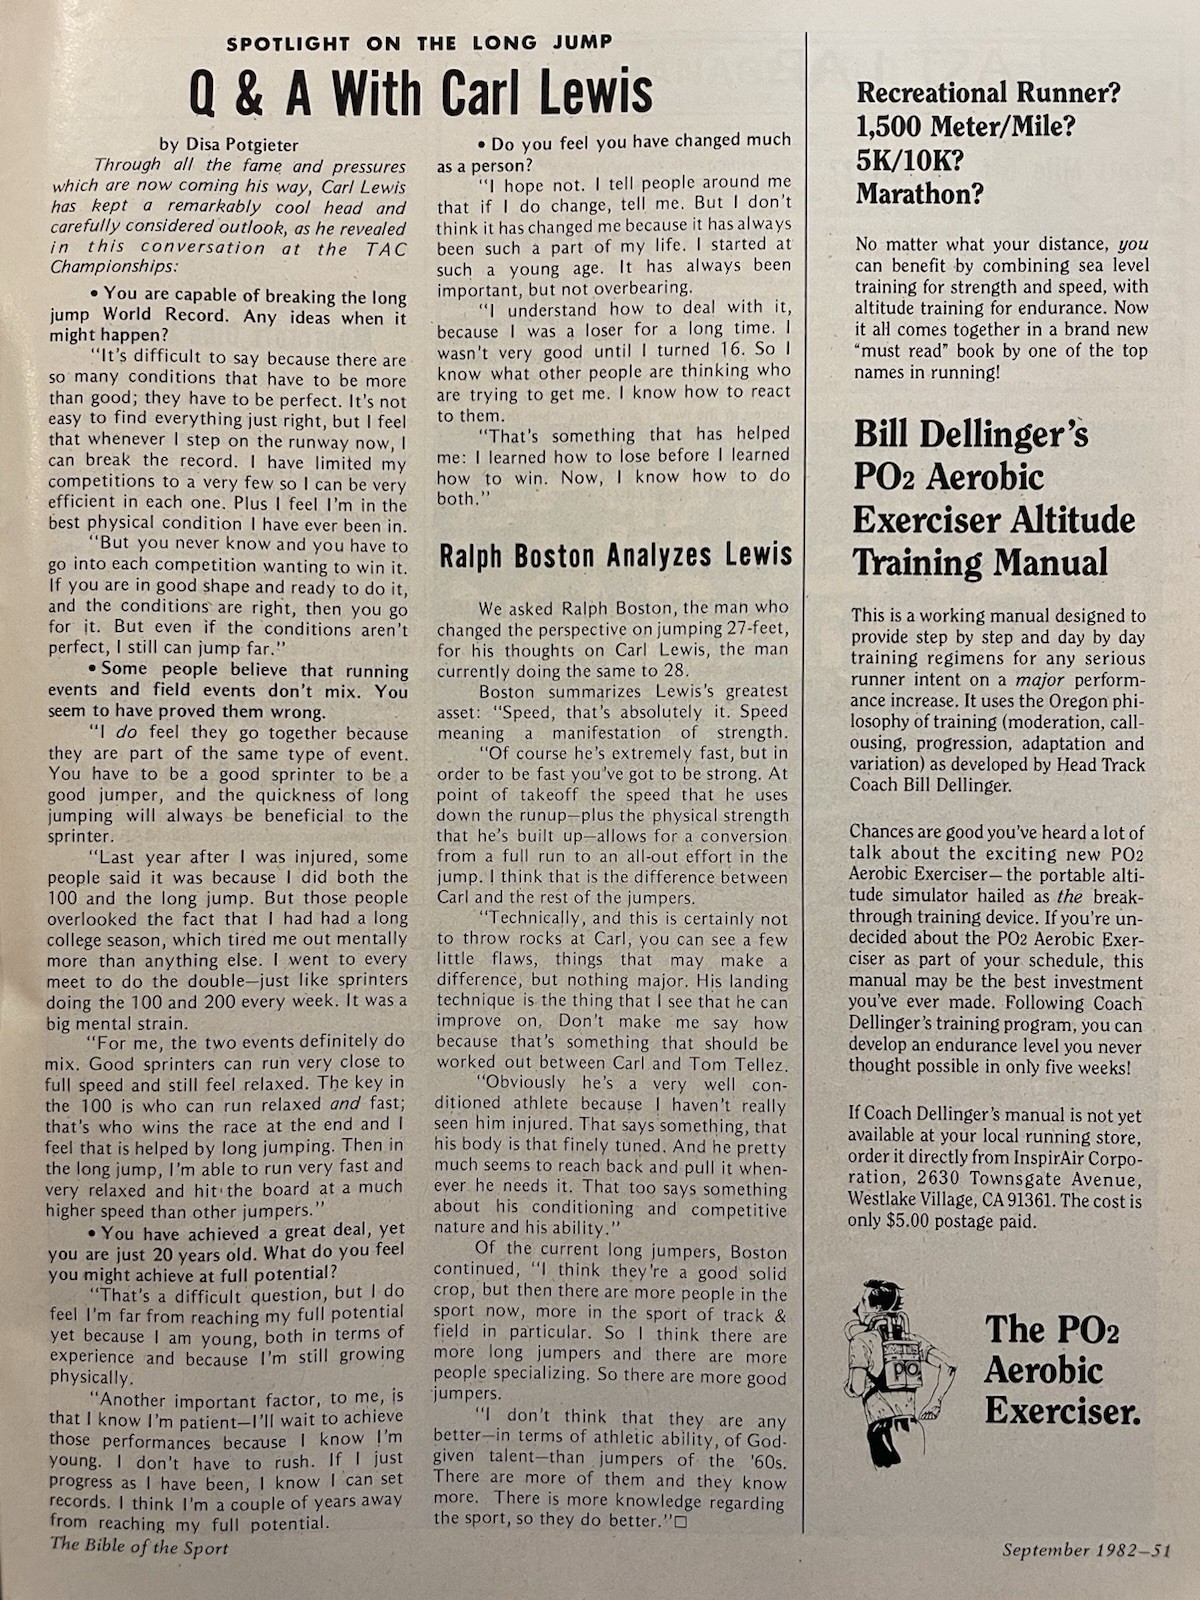 SPOTLIGHT ON THE LONG JUMP
Q & A With Carl Lewis
by Disa Potgieter
Through all the fame and pressures
which are now coming his way, Carl Lewis
has kept a remarkably cool head and
carefully considered outlook, as he revealed
in this conversation at the TAC
Championships:
• You are capable of breaking the long
jump World Record. Any ideas when it
might happen?
"It's difficult to say because there are
so many conditions that have to be more
than good; they have to be perfect. It's not
easy to find everything just right, but I feel
that whenever I step on the runway now, I
can break the record. I have limited my
competitions to a very few so I can be very
efficient in each one. Plus I feel I'm in the
best physical condition I have ever been in.
"But you never know and you have to
go into each competition wanting to win it.
If you are in good shape and ready to do it,
and the conditions are right, then you go
for it. But even if the conditions aren't
perfect, I still can jump far."
• Some people believe that running
events and field events don't mix. You
seem to have proved them wrong.
"I do feel they go together because
they are part of the same type of event.
You have to be a good sprinter to be a
good jumper, and the quickness of long
jumping will always be beneficial to the
sprinter.
"Last year after I was injured, some
people said it was because I did both the
100 and the long jump. But those people
overlooked the fact that I had had a long
college season, which tired me out mentally
more than anything else. I went to every
meet to do the double—just like sprinters
doing the 100 and 200 every week. It was a
big mental strain.
"For me, the two events definitely do
mix. Good sprinters can run very close to
full speed and still feel relaxed. The key in
the 100 is who can run relaxed and fast;
that's who wins the race at the end and I
feel that is helped by long jumping. Then in
the long jump, I'm able to run very fast and
very relaxed and hit the board at a much
higher speed than other jumpers."
• You have achieved a great deal, yet
you are just 20 years old. What do you feel
you might achieve at full potential?
"That's a difficult question, but I do
feel I'm far from reaching my full potential
yet because I am young, both in terms of
experience and because I'm still growing
physically.
"Another important factor, to me, is
that I know I'm patient—I'll wait to achieve
those performances because I know I'm
young. I don't have to rush. If I just
progress as I have been, I know I can set
records. I think I'm a couple of years away
from reaching my full potential.
• Do you feel you have changed much
as a person?
"I hope not. I tell people around me
that if I do change, tell me. But I don't
think it has changed me because it has always
been such a part of my life. I started at
such a young age. It has always been
important, but not overbearing.
"I understand how to deal with it,
because I was a loser for a long time. I
wasn't very good until I turned 16. So I
know what other people are thinking who
are trying to get me. I know how to react
to them.
"That's something that has helped
me: I learned how to lose before I learned
how to win. Now, I know how to do
both."
Ralph Boston Analyzes Lewis
We asked Ralph Boston, the man who
changed the perspective on jumping 27-feet,
for his thoughts on Carl Lewis, the man
currently doing the same to 28.
Boston summarizes Lewis's greatest
asset: "Speed, that's absolutely it. Speed
meaning a manifestation of strength.
"Of course he's extremely fast, but in
order to be fast you've got to be strong. At
point of takeoff the speed that he uses
down the runup—plus the physical strength
that he's built up—allows for a conversion
from a full run to an all-out effort in the
jump. I think that is the difference between
Carl and the rest of the jumpers.
"Technically, and this is certainly not
to throw rocks at Carl, you can see a few
little flaws, things that may make a
difference, but nothing major. His landing
technique is the thing that I see that he can
improve on. Don't make me say how
because that's something that should be
worked out between Carl and Tom Tellez.
"Obviously he's a very well con-
ditioned athlete because I haven't really
seen him injured. That says something, that
his body is that finely tuned. And he pretty
much seems to reach back and pull it when-
ever he needs it. That too says something
about his conditioning and competitive
nature and his ability."
Of the current long jumpers, Boston
continued, "I think they're a good solid
crop, but then there are more people in the
sport now, more in the sport of track &
field in particular. So I think there are
more long jumpers and there are more
people specializing. So there are more good
jumpers.
"I don't think that they are any
better—in terms of athletic ability, of God-
given talent—than jumpers of the '60s.
There are more of them and they know
more. There is more knowledge regarding
the sport, so they do better."□
Recreational Runner?
1,500 Meter/Mile?
5K/10K?
Marathon?
No matter what your distance, you
can benefit by combining sea level
training for strength and speed, with
altitude training for endurance. Now
it all comes together in a brand new
"must read" book by one of the top
names in running!
Bill Dellinger's
PO2 Aerobic
Exerciser Altitude
Training Manual
This is a working manual designed to
provide step by step and day by day
training regimens for any serious
runner intent on a major perform-
ance increase. It uses the Oregon phi-
losophy of training (moderation, call-
ousing, progression, adaptation and
variation) as developed by Head Track
Coach Bill Dellinger.
Chances are good you've heard a lot of
talk about the exciting new PO2
Aerobic Exerciser—the portable alti-
tude simulator hailed as the break-
through training device. If you're un-
decided about the PO2 Aerobic Exer-
ciser as part of your schedule, this
manual may be the best investment
you've ever made. Following Coach
Dellinger's training program, you can
develop an endurance level you never
thought possible in only five weeks!
If Coach Dellinger's manual is not yet
available at your local running store,
order it directly from InspirAir Corpo-
ration, 2630 Townsgate Avenue,
Westlake Village, CA 91361. The cost is
only $5.00 postage paid.
PO2
The PO2
Aerobic
Exerciser.
The Bible of the Sport
September 1982—51